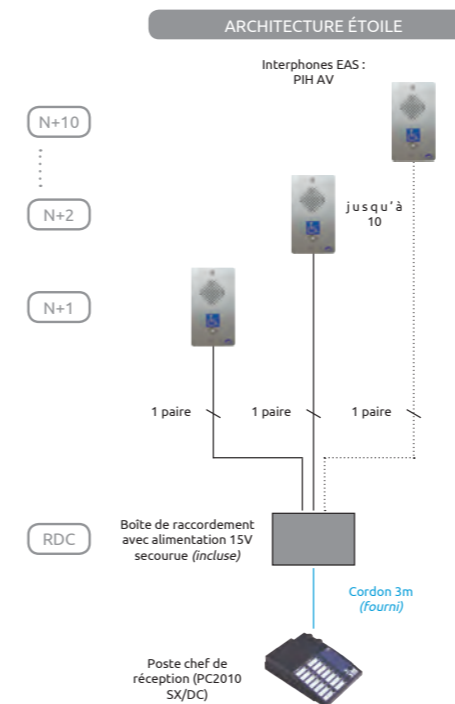 ARCHITECTURE ÉTOILE
Interphones EAS :
PIH AV
N+10
N+2
jusqu'à
10
N+1
1 paire
1 paire
1 paire
RDC
Boîte de raccordement
avec alimentation 15V
secourue (incluse)
Cordon 3m
(fourni)
Poste chef de
réception (PC2010
SX/DC)